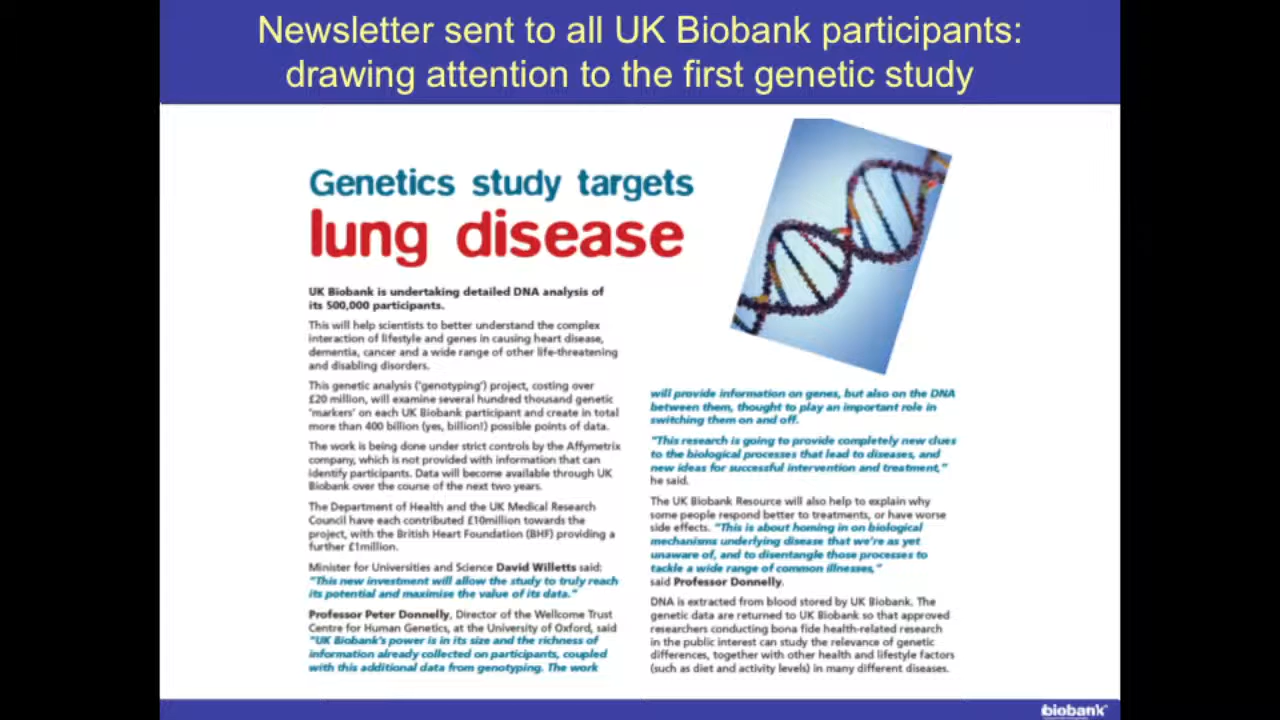 Newsletter sent to all UK Biobank participants:
drawing attention to the first genetic study
Genetics study targets
lung disease
UK Biobank is undertaking detailed DNA analysis of
its 500,000 participants.
This will help scientists to better understand the complex
interaction of lifestyle and genes in causing heart disease,
dementia, cancer and a wide range of other life-threatening
and disabling disorders.
This genetic analysis (‘genotyping’) project, costing over
£20 million, will examine several hundred thousand genetic
‘markers’ on each UK Biobank participant and create in total
more than 400 billion (yes, billion!) possible points of data.
The work is being done under strict controls by the Affymetrix
company, which is not provided with information that can
identify participants. Data will become available through UK
Biobank over the course of the next two years.
The Department of Health and the UK Medical Research
Council have each contributed £10million towards the
project, with the British Heart Foundation (BHF) providing a
further £1million.
Minister for Universities and Science David Willetts said:
“This new investment will allow the study to truly reach
its potential and maximise the value of its data.”
Professor Peter Donnelly, Director of the Wellcome Trust
Centre for Human Genetics, at the University of Oxford, said
“UK Biobank’s power is in its size and the richness of
information already collected on participants, coupled
with this additional data from genotyping. The work
will provide information on genes, but also on the DNA
between them, thought to play an important role in
switching them on and off.
“This research is going to provide completely new clues
to the biological processes that lead to diseases, and
new ideas for successful intervention and treatment,”
he said.
The UK Biobank Resource will also help to explain why
some people respond better to treatments, or have worse
side effects. “This is about homing in on biological
mechanisms underlying disease that we’re as yet
unaware of, and to disentangle those processes to
tackle a wide range of common illnesses,”
said Professor Donnelly.
DNA is extracted from blood stored by UK Biobank. The
genetic data are returned to UK Biobank so that approved
researchers conducting bona fide health-related research
in the public interest can study the relevance of genetic
differences, together with other health and lifestyle factors
(such as diet and activity levels) in many different diseases.
biobank